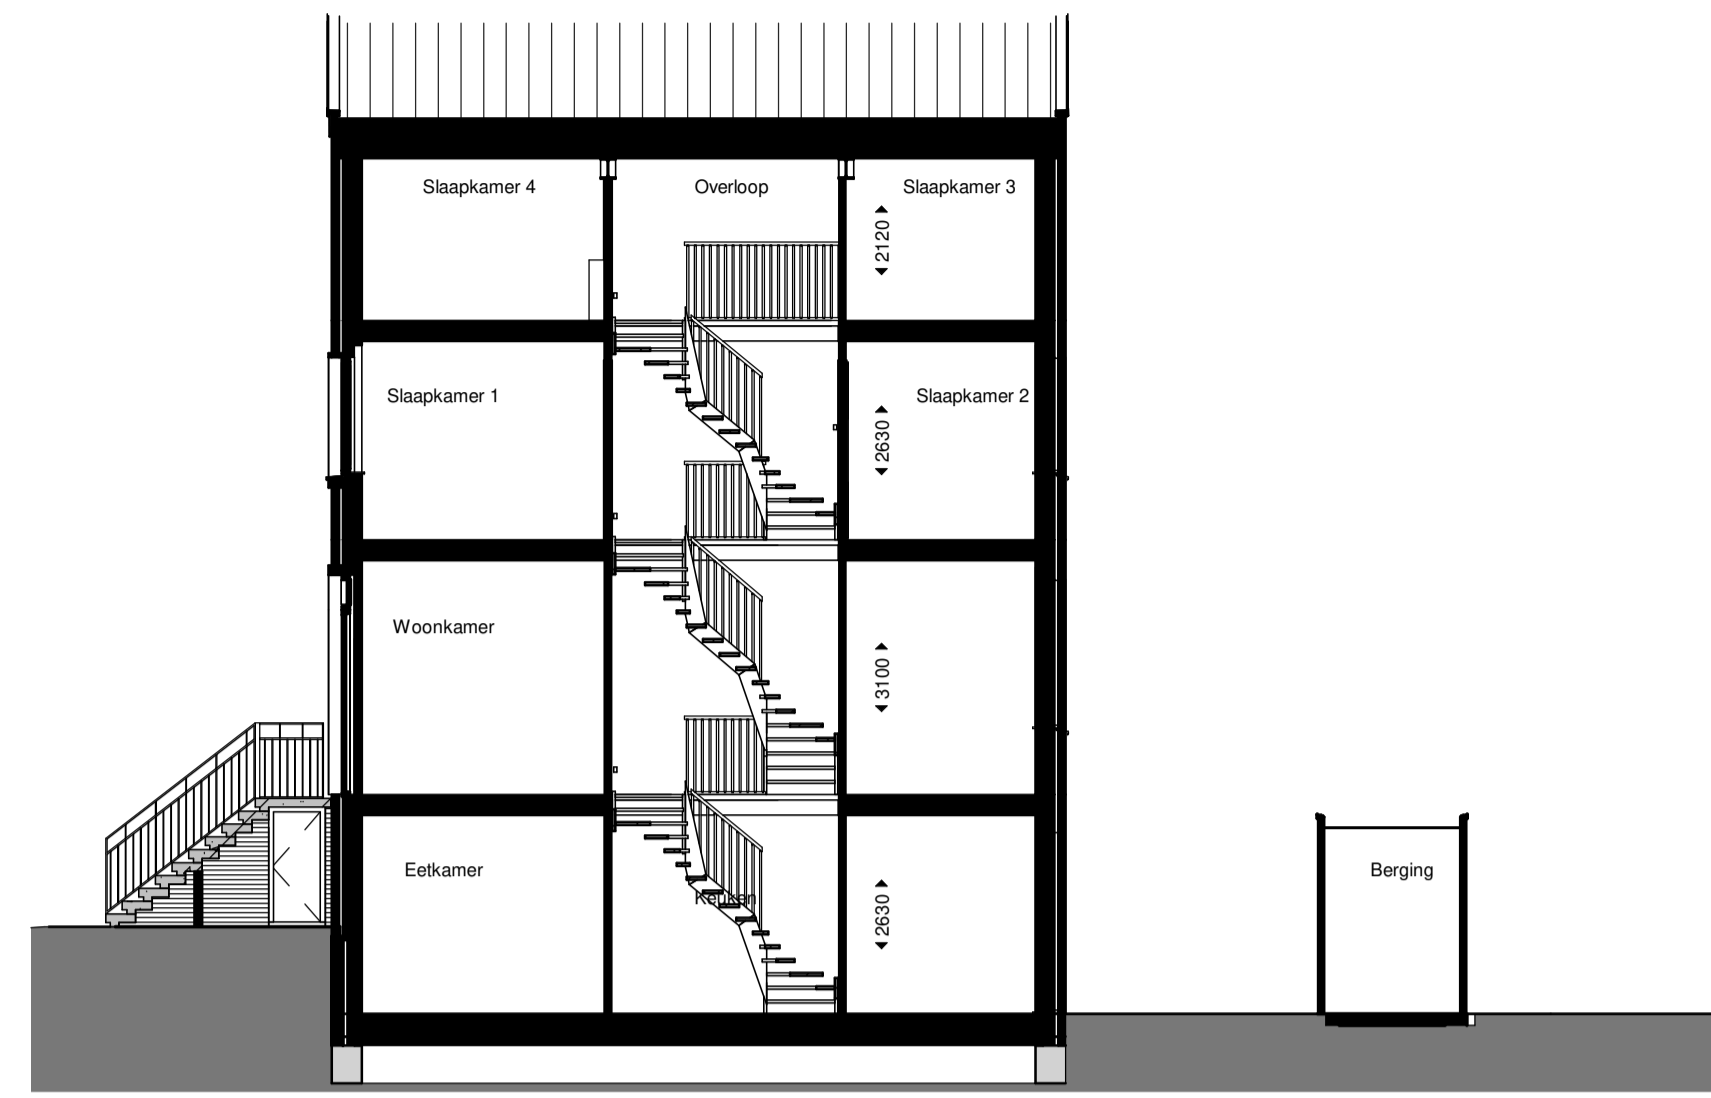 Slaapkamer 4
Overloop
Slaapkamer 3
2120
Slaapkamer 1
Slaapkamer 2
2630
Woonkamer
3100
Eetkamer
Keuken
2630
Berging